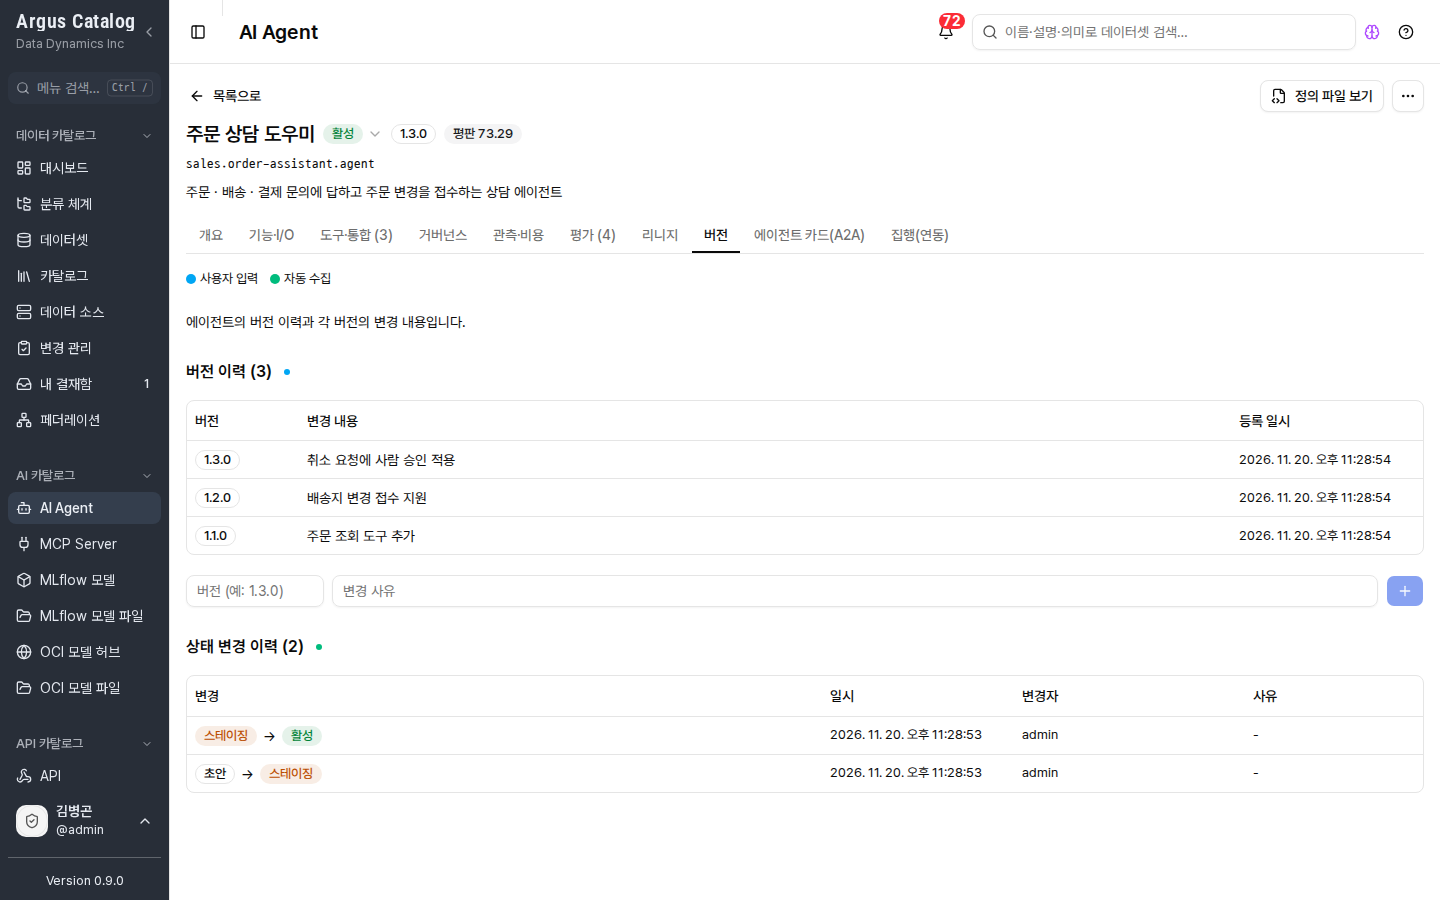 Argus Catalog
Data Dynamics Inc
메뉴 검색... Ctrl /
데이터 카탈로그
대시보드
분류 체계
데이터셋
카탈로그
데이터 소스
변경 관리
내 결재함 1
페더레이션
AI 카탈로그
AI Agent
MCP Server
MLflow 모델
MLflow 모델 파일
OCI 모델 허브
OCI 모델 파일
API 카탈로그
API
김병곤
@admin
Version 0.9.0
AI Agent
72
이름·설명·의미로 데이터셋 검색...
목록으로
정의 파일 보기
주문 상담 도우미 활성 1.3.0 평판 73.29
sales.order-assistant.agent
주문 · 배송 · 결제 문의에 답하고 주문 변경을 접수하는 상담 에이전트
개요 기능·I/O 도구·통합 (3) 거버넌스 관측·비용 평가 (4) 리니지 버전 에이전트 카드(A2A) 집행(연동)
사용자 입력 자동 수집
에이전트의 버전 이력과 각 버전의 변경 내용입니다.
버전 이력 (3)
버전 변경 내용 등록 일시
1.3.0 취소 요청에 사람 승인 적용 2026. 11. 20. 오후 11:28:54
1.2.0 배송지 변경 접수 지원 2026. 11. 20. 오후 11:28:54
1.1.0 주문 조회 도구 추가 2026. 11. 20. 오후 11:28:54
버전 (예: 1.3.0) 변경 사유
상태 변경 이력 (2)
변경 일시 변경자 사유
스테이징 → 활성 2026. 11. 20. 오후 11:28:53 admin -
초안 → 스테이징 2026. 11. 20. 오후 11:28:53 admin -